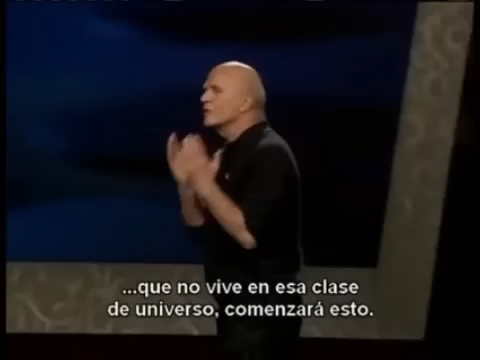 ...que no vive en esa clase
de universo, comenzará esto.